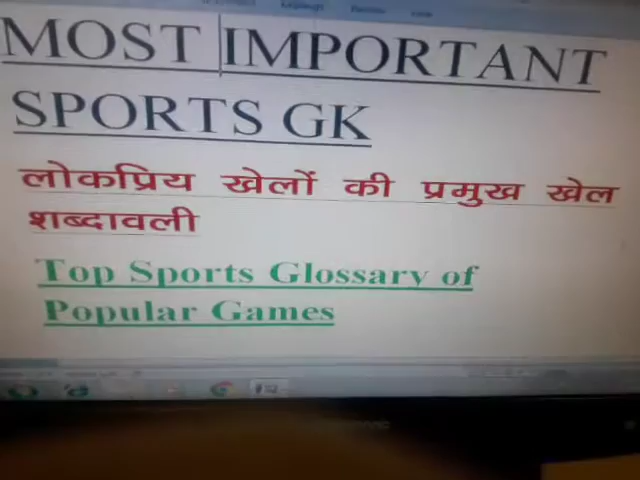 MOST IMPORTANT
SPORTS GK
लोकप्रिय खेलों की प्रमुख खेल
शब्दावली
Top Sports Glossary of
Popular Games